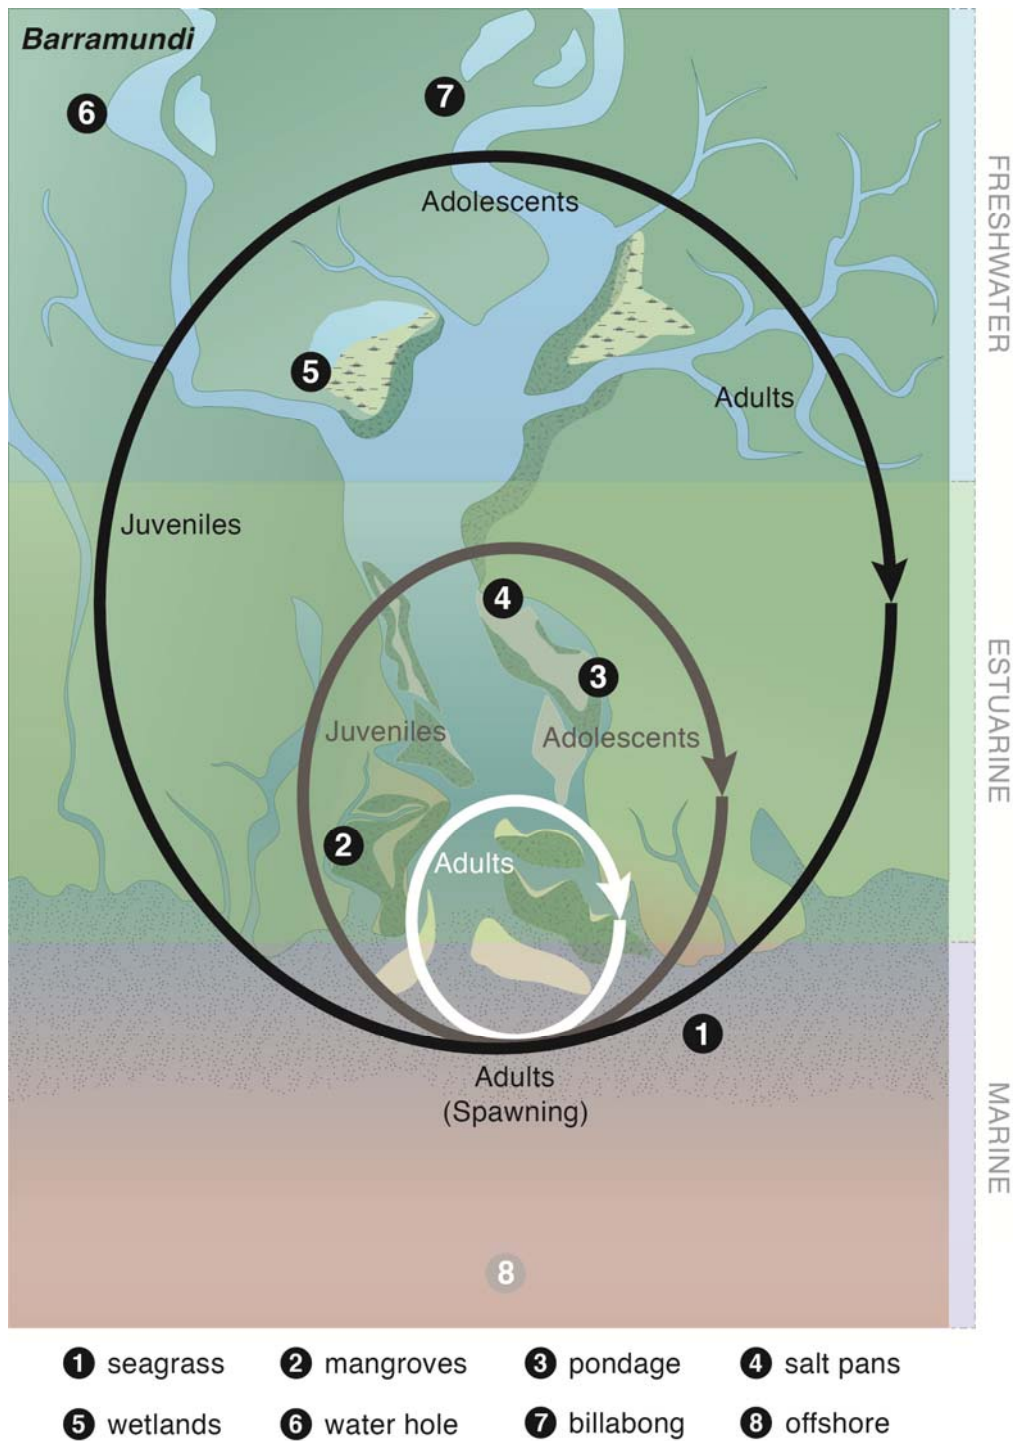 Barramundi
6
7
Adolescents
FRESHWATER
5
Adults
Juveniles
4
3
ESTUARINE
Juveniles
Adolescents
2
Adults
1
Adults
(Spawning)
MARINE
8
1 seagrass 2 mangroves 3 pondage 4 salt pans
5 wetlands 6 water hole 7 billabong 8 offshore